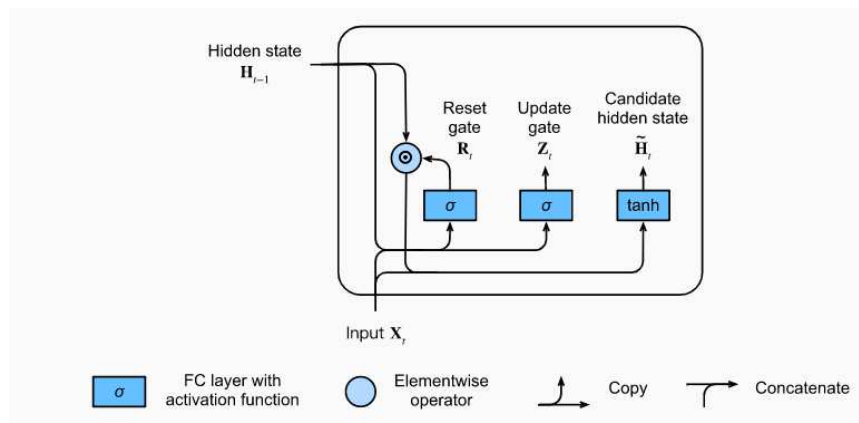 Hidden state
H_{t−1}
Reset
gate
R_t
Update
gate
Z_t
Candidate
hidden state
H̃_t
σ
σ
tanh
Input X_t
σ
FC layer with
activation function
Elementwise
operator
Copy
Concatenate